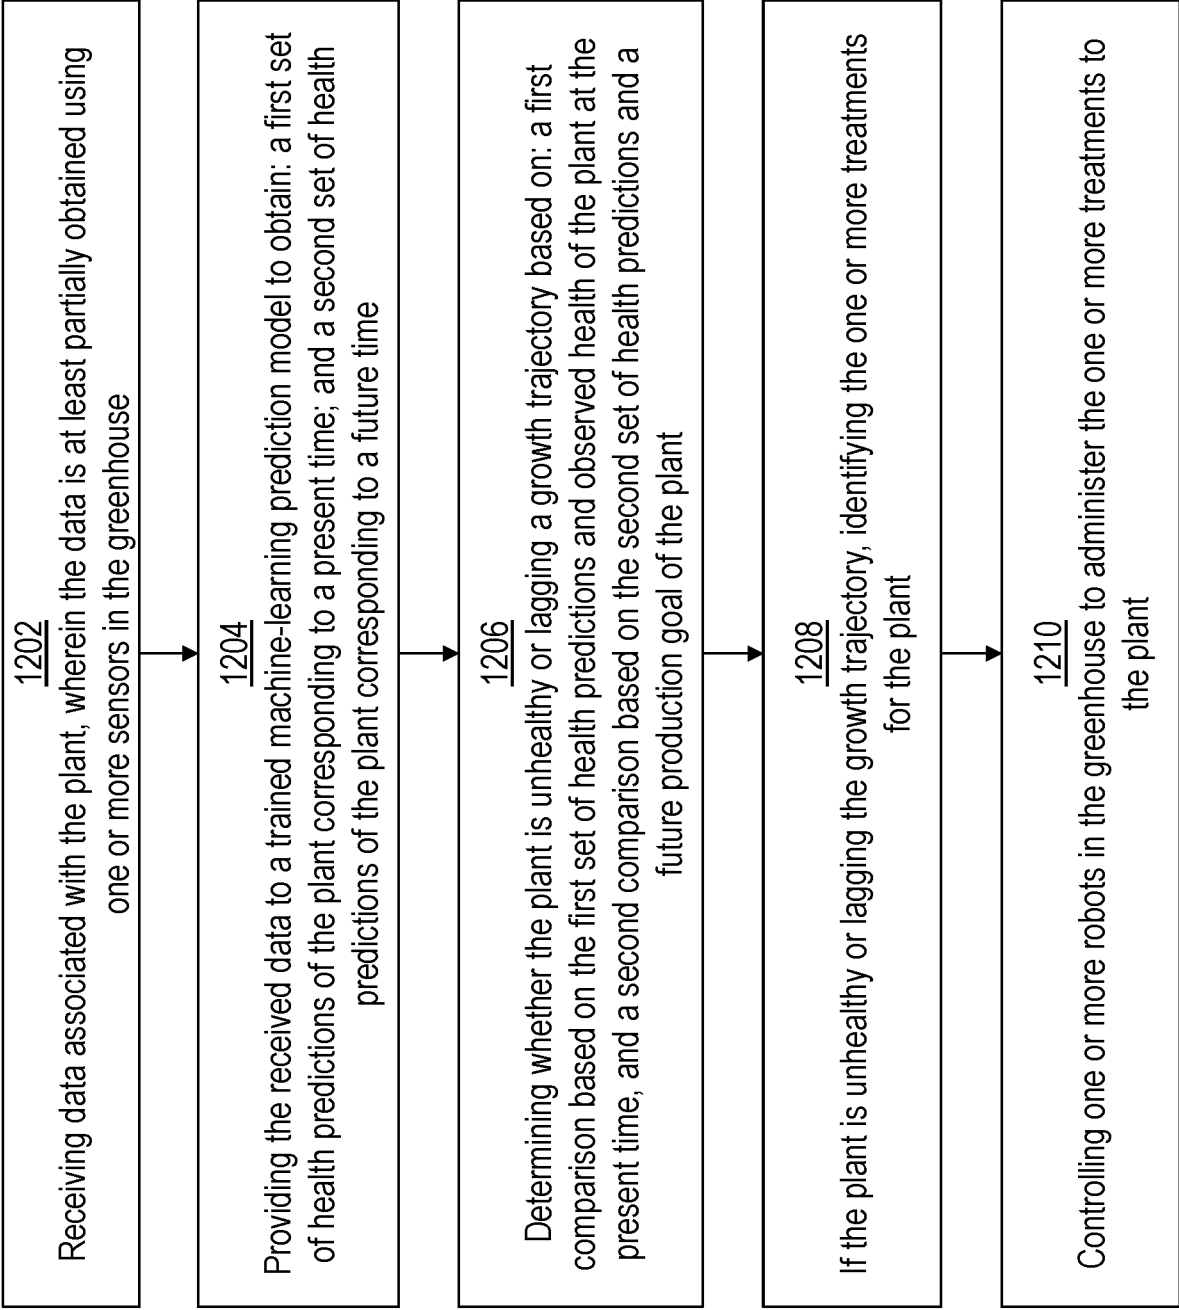 1202
Receiving data associated with the plant, wherein the data is at least partially obtained using
one or more sensors in the greenhouse
1204
Providing the received data to a trained machine-learning prediction model to obtain: a first set
of health predictions of the plant corresponding to a present time; and a second set of health
predictions of the plant corresponding to a future time
1206
Determining whether the plant is unhealthy or lagging a growth trajectory based on: a first
comparison based on the first set of health predictions and observed health of the plant at the
present time, and a second comparison based on the second set of health predictions and a
future production goal of the plant
1208
If the plant is unhealthy or lagging the growth trajectory, identifying the one or more treatments
for the plant
1210
Controlling one or more robots in the greenhouse to administer the one or more treatments to
the plant